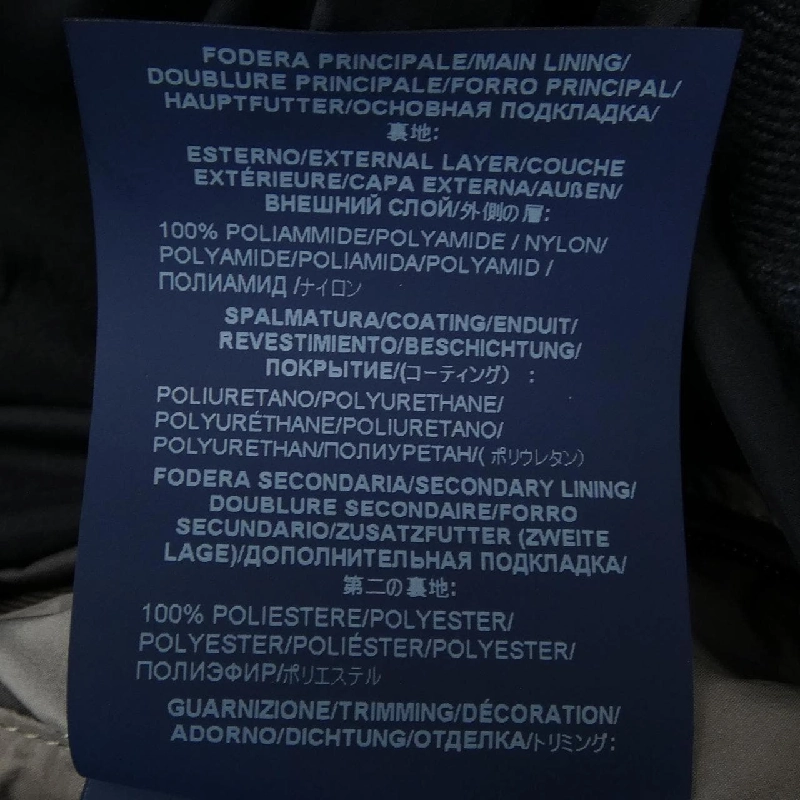 FODERA PRINCIPALE/MAIN LINING/
DOUBLURE PRINCIPALE/FORRO PRINCIPAL/
HAUPTFUTTER/ОСНОВНАЯ ПОДКЛАДКА/
裏地:
ESTERNO/EXTERNAL LAYER/COUCHE
EXTÉRIEURE/CAPA EXTERNA/AUßEN/
ВНЕШНИЙ СЛОЙ/外側の層:
100% POLIAMMIDE/POLYAMIDE / NYLON/
POLYAMIDE/POLIAMIDA/POLYAMID /
ПОЛИАМИД /ナイロン
SPALMATURA/COATING/ENDUIT/
REVESTIMIENTO/BESCHICHTUNG/
ПОКРЫТИЕ/(コーティング) :
POLIURETANO/POLYURETHANE/
POLYURÉTHANE/POLIURETANO/
POLYURETHAN/ПОЛИУРЕТАН/( ポリウレタン)
FODERA SECONDARIA/SECONDARY LINING/
DOUBLURE SECONDAIRE/FORRO
SECUNDARIO/ZUSATZFUTTER (ZWEITE
LAGE)/ДОПОЛНИТЕЛЬНАЯ ПОДКЛАДКА/
第二の裏地:
100% POLIESTERE/POLYESTER/
POLYESTER/POLIÉSTER/POLYESTER/
ПОЛИЭФИР/ポリエステル
GUARNIZIONE/TRIMMING/DÉCORATION/
ADORNO/DICHTUNG/ОТДЕЛКА/トリミング: